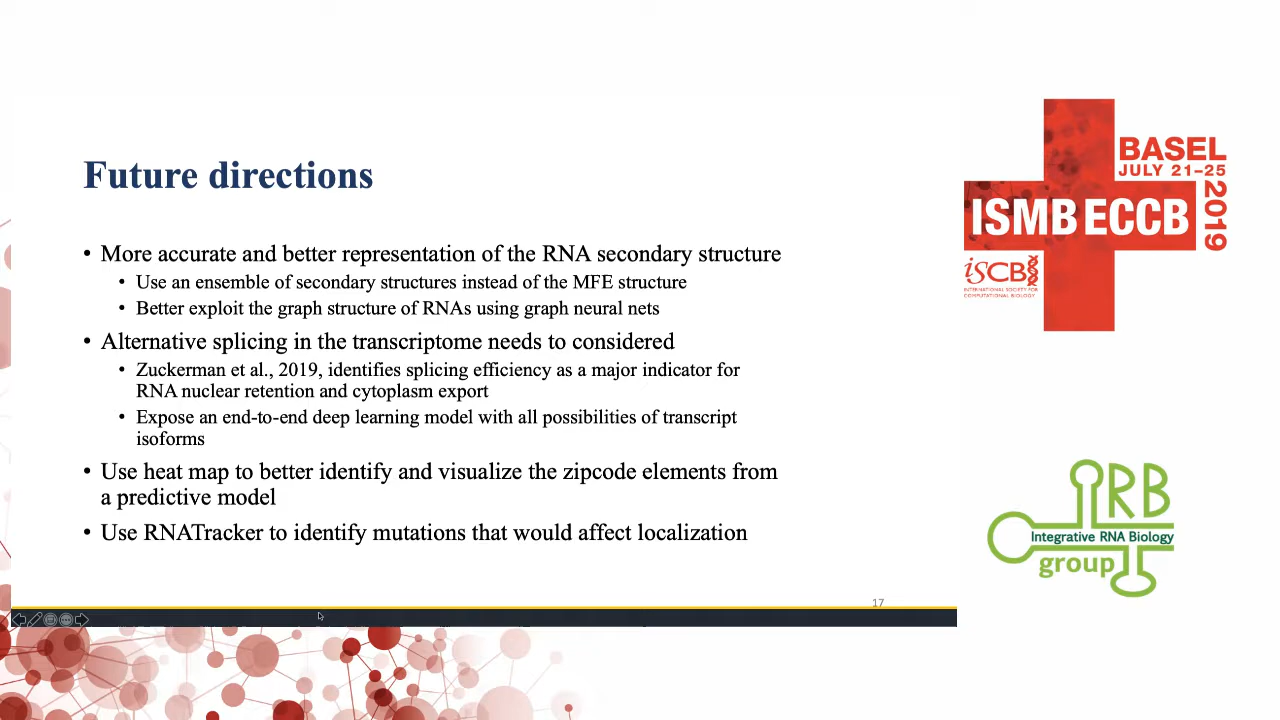 Future directions
• More accurate and better representation of the RNA secondary structure
• Use an ensemble of secondary structures instead of the MFE structure
• Better exploit the graph structure of RNAs using graph neural nets
• Alternative splicing in the transcriptome needs to considered
• Zuckerman et al., 2019, identifies splicing efficiency as a major indicator for
RNA nuclear retention and cytoplasm export
• Expose an end-to-end deep learning model with all possibilities of transcript
isoforms
• Use heat map to better identify and visualize the zipcode elements from
a predictive model
• Use RNATracker to identify mutations that would affect localization
17
BASEL
JULY 21–25
2019
ISMB ECCB
iSCB
INTERNATIONAL SOCIETY FOR
COMPUTATIONAL BIOLOGY
IRB
Integrative RNA Biology
group